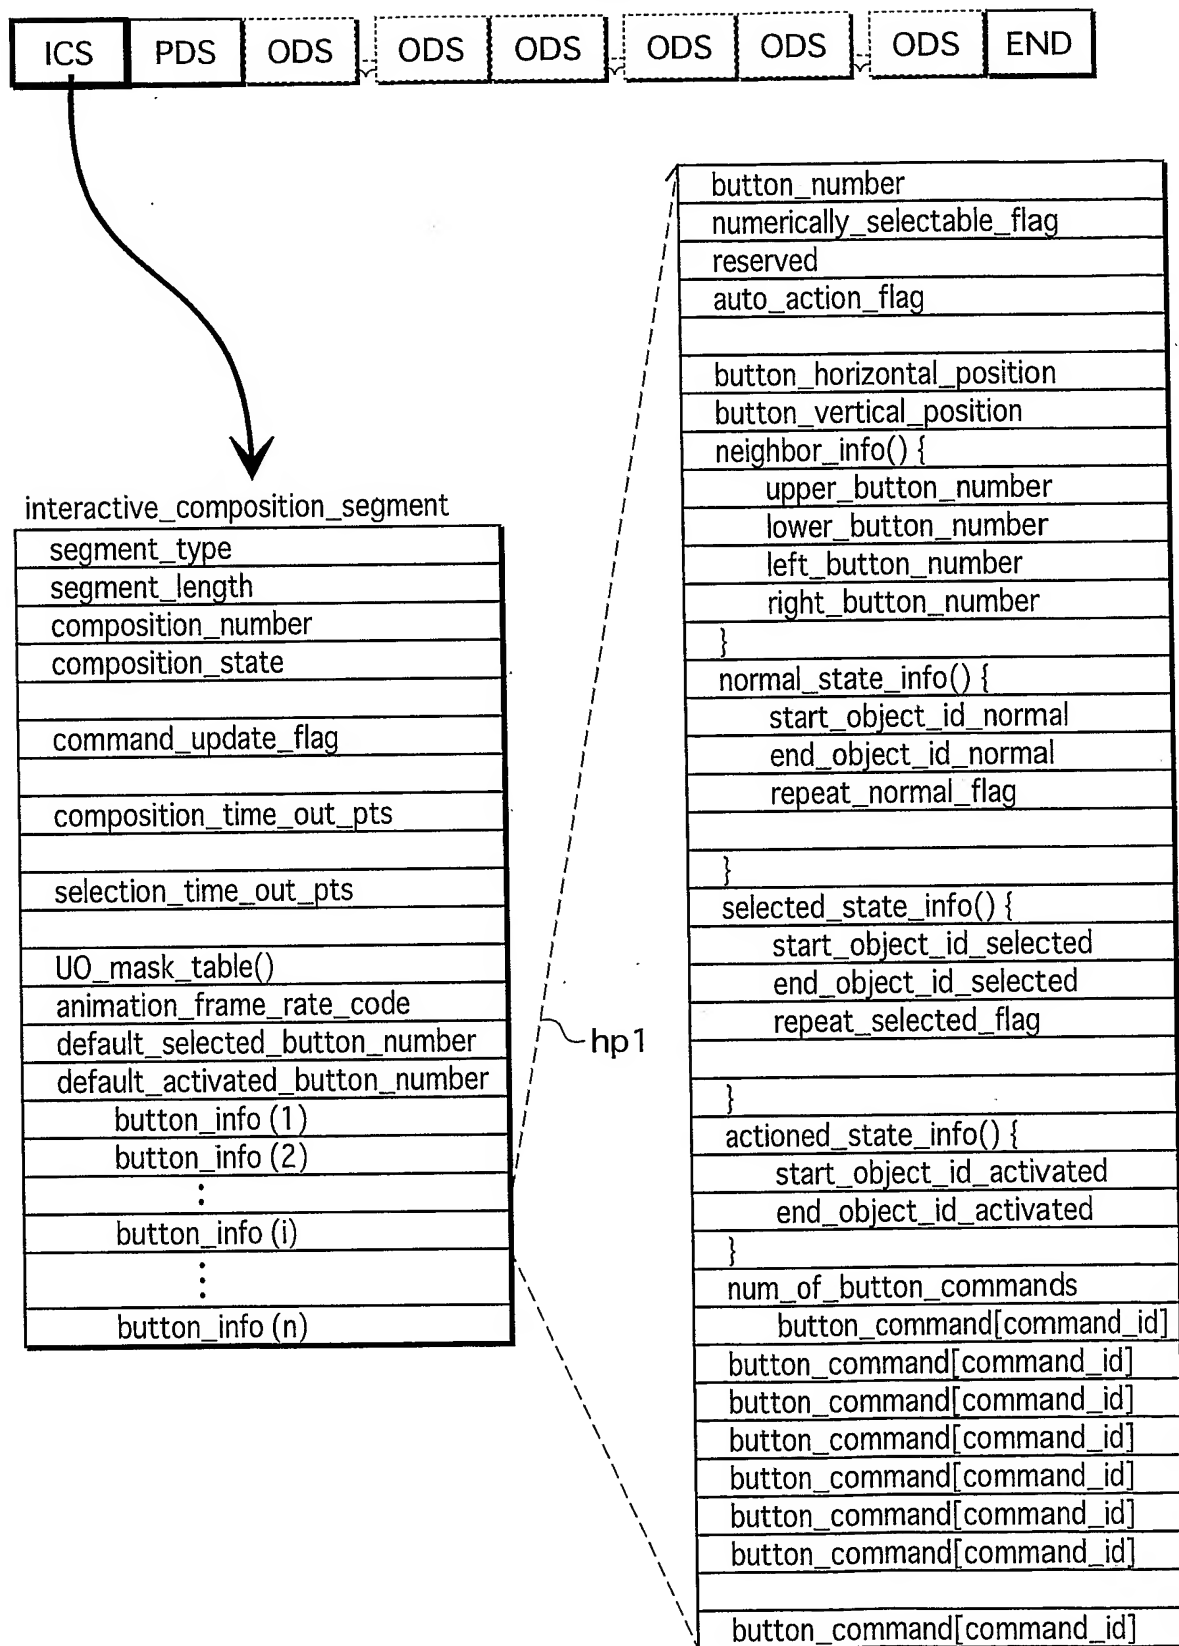 ICS PDS ODS ODS ODS ODS ODS ODS END
interactive_composition_segment
segment_type
segment_length
composition_number
composition_state
command_update_flag
composition_time_out_pts
selection_time_out_pts
UO_mask_table()
animation_frame_rate_code
default_selected_button_number
default_activated_button_number
button_info (1)
button_info (2)
button_info (i)
button_info (n)
hp1
button_number
numerically_selectable_flag
reserved
auto_action_flag
button_horizontal_position
button_vertical_position
neighbor_info() {
upper_button_number
lower_button_number
left_button_number
right_button_number
}
normal_state_info() {
start_object_id_normal
end_object_id_normal
repeat_normal_flag
}
selected_state_info() {
start_object_id_selected
end_object_id_selected
repeat_selected_flag
}
actioned_state_info() {
start_object_id_activated
end_object_id_activated
}
num_of_button_commands
button_command[command_id]
button_command[command_id]
button_command[command_id]
button_command[command_id]
button_command[command_id]
button_command[command_id]
button_command[command_id]
button_command[command_id]